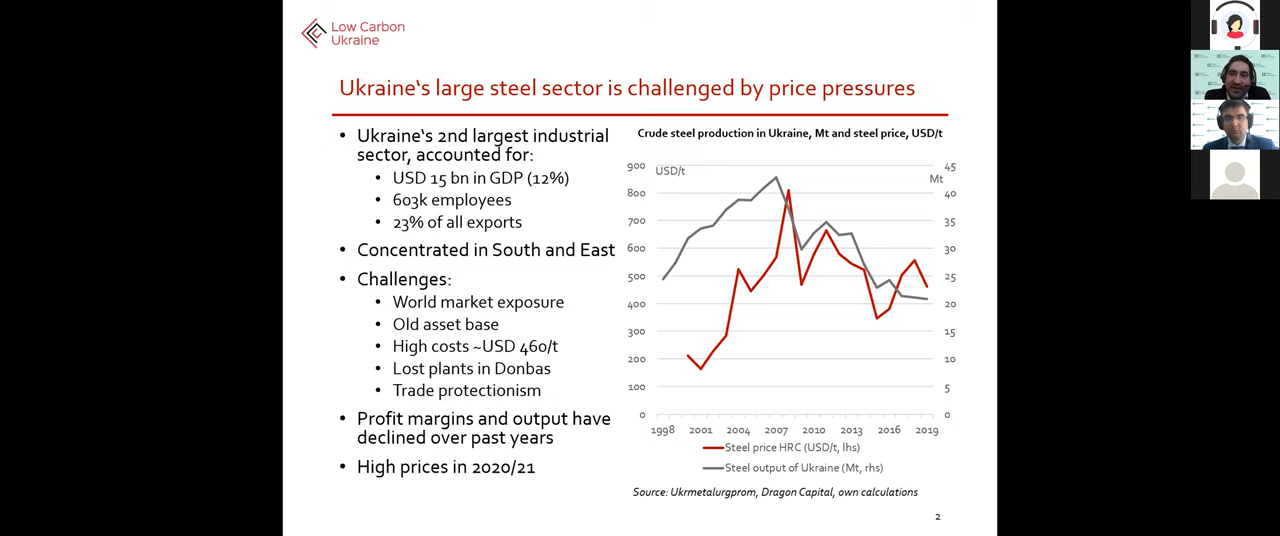 Low Carbon
Ukraine
Ukraine's large steel sector is challenged by price pressures
• Ukraine's 2nd largest industrial
sector, accounted for:
• USD 15 bn in GDP (12%)
• 603k employees
• 23% of all exports
• Concentrated in South and East
• Challenges:
• World market exposure
• Old asset base
• High costs ~USD 460/t
• Lost plants in Donbas
• Trade protectionism
• Profit margins and output have
declined over past years
• High prices in 2020/21
Crude steel production in Ukraine, Mt and steel price, USD/t
900 USD/t 45
Mt
800 40
700 35
600 30
500 25
400 20
300 15
200 10
100 5
0 0
1998 2001 2004 2007 2010 2013 2016 2019
Steel price HRC (USD/t, lhs)
Steel output of Ukraine (Mt, rhs)
Source: Ukrmetalurgprom, Dragon Capital, own calculations
2